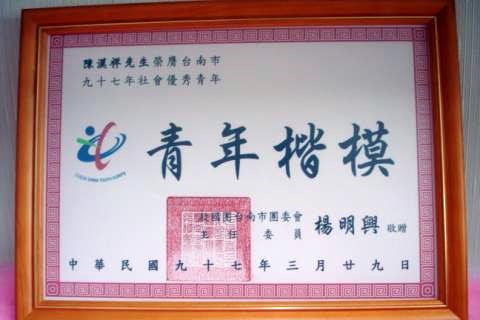 陳漢祥先生榮膺台南市
九十七年社會優秀青年
青年楷模
救國團台南市團委會
主任委員 楊明興 敬贈
中華民國九十七年三月廿九日